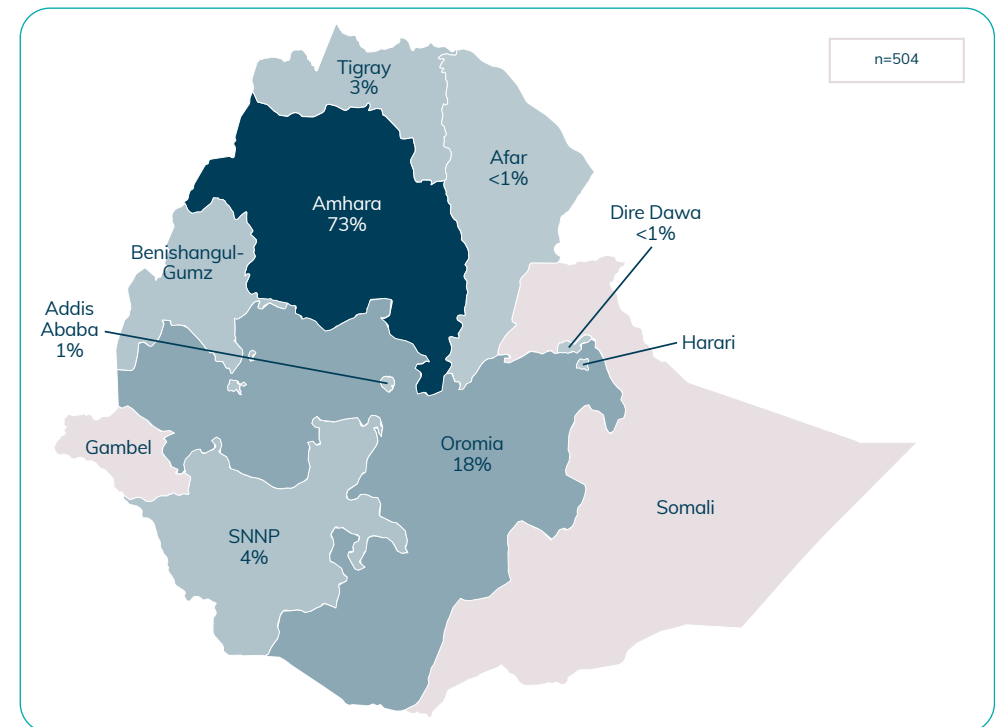 n=504
Tigray
3%
Afar
<1%
Amhara
73%
Dire Dawa
<1%
Benishangul-
Gumz
Addis
Ababa
1%
Harari
Gambel
Oromia
18%
Somali
SNNP
4%